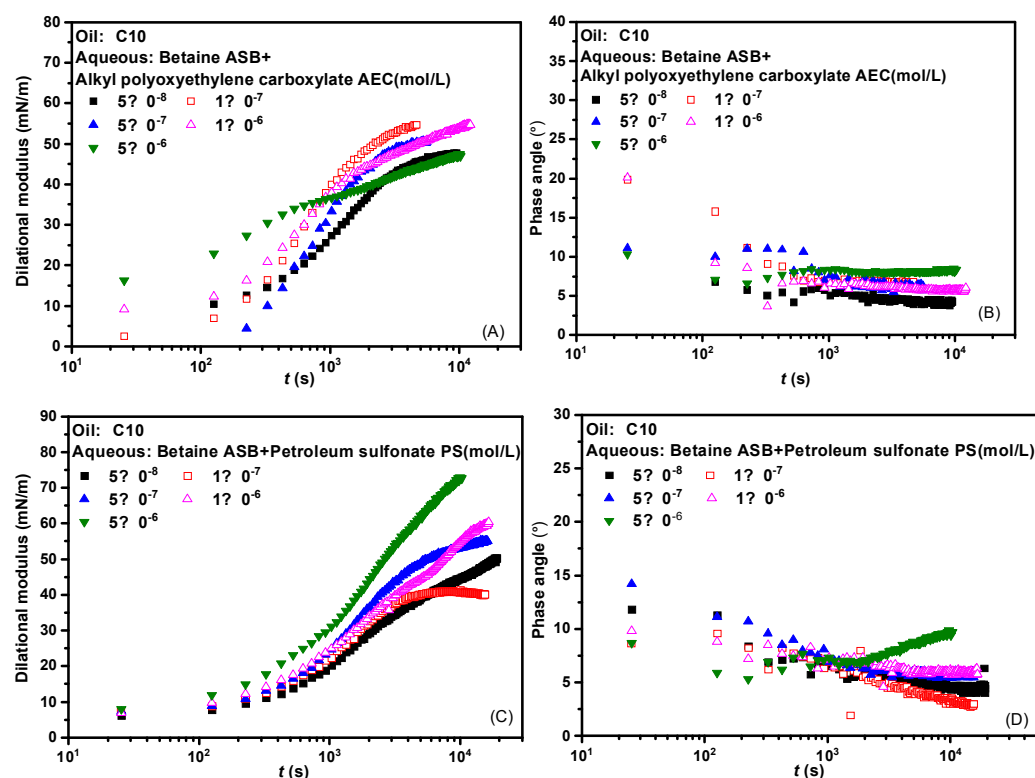 Oil: C10
Aqueous: Betaine ASB+
Alkyl polyoxyethylene carboxylate AEC(mol/L)
5? 0-8 1? 0-7
5? 0-7 1? 0-6
5? 0-6
Dilational modulus (mN/m)
80
70
60
50
40
30
20
10
0
(A)
10¹ 10² 10³ 10⁴
t (s)
Oil: C10
Aqueous: Betaine ASB+
Alkyl polyoxyethylene carboxylate AEC(mol/L)
5? 0-8 1? 0-7
5? 0-7 1? 0-6
5? 0-6
Phase angle (°)
40
35
30
25
20
15
10
5
0
(B)
10¹ 10² 10³ 10⁴
t (s)
Oil: C10
Aqueous: Betaine ASB+Petroleum sulfonate PS(mol/L)
5? 0-8 1? 0-7
5? 0-7 1? 0-6
5? 0-6
Dilational modulus (mN/m)
90
80
70
60
50
40
30
20
10
0
(C)
10¹ 10² 10³ 10⁴
t (s)
Oil: C10
Aqueous: Betaine ASB+Petroleum sulfonate PS(mol/L)
5? 0-8 1? 0-7
5? 0-7 1? 0-6
5? 0-6
Phase angle (°)
30
25
20
15
10
5
0
(D)
10¹ 10² 10³ 10⁴
t (s)